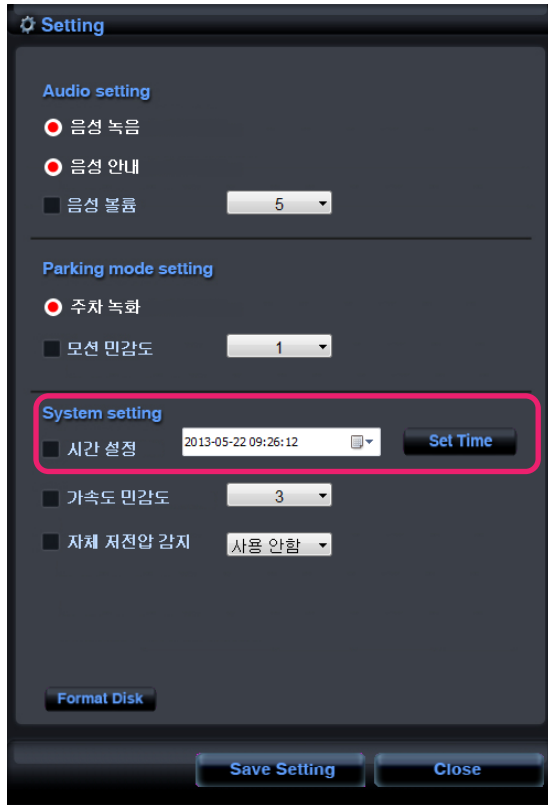 Setting
Audio setting
음성 녹음
음성 안내
음성 볼륨 5
Parking mode setting
주차 녹화
모션 민감도 1
System setting
시간 설정 2013-05-22 09:26:12 Set Time
가속도 민감도 3
자체 저전압 감지 사용 안함
Format Disk
Save Setting Close